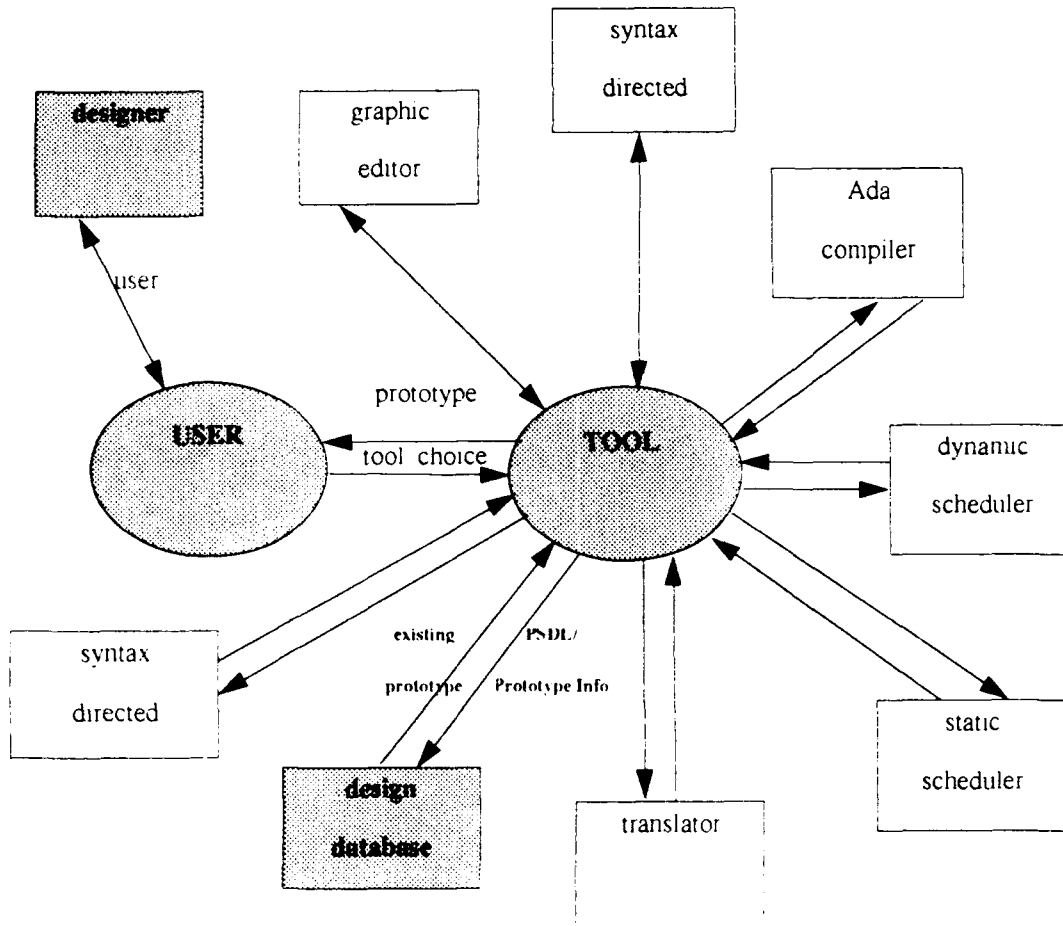 syntax
directed
designer
graphic
editor
Ada
compiler
user
prototype
USER
TOOL
tool choice
dynamic
scheduler
existing
PSDL/
prototype
Prototype Info
syntax
directed
static
scheduler
design
database
translator